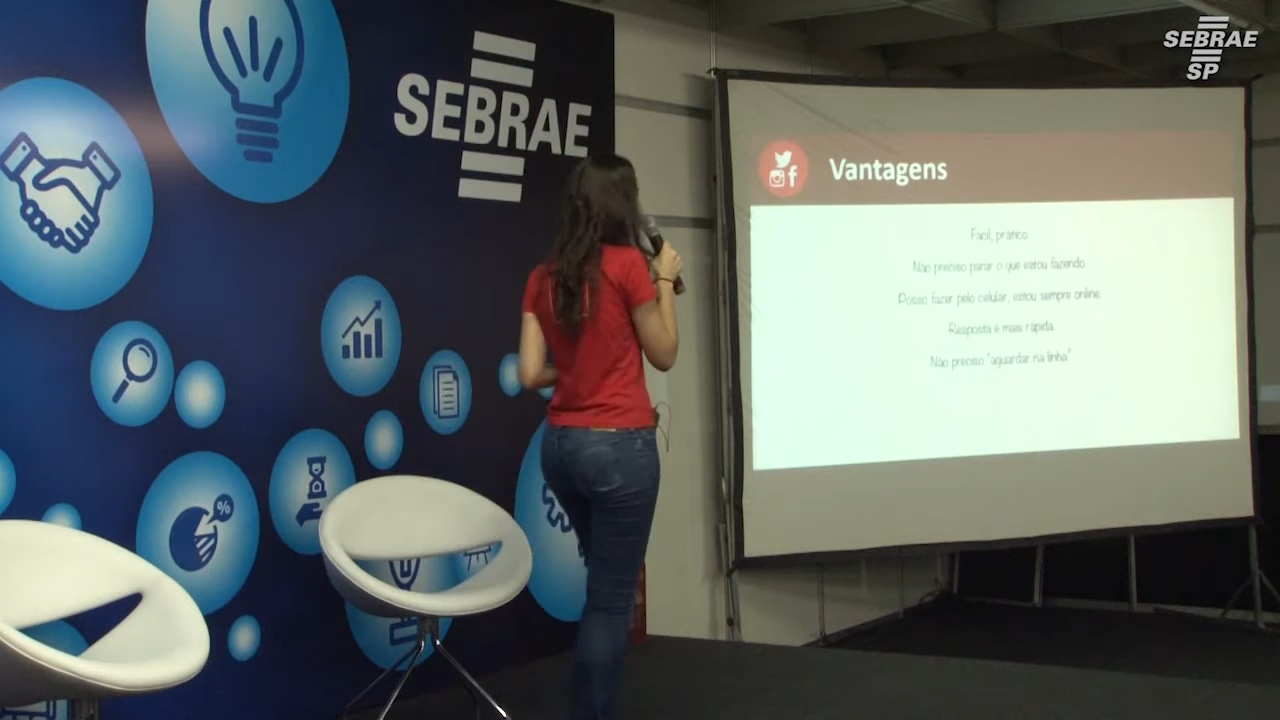 SEBRAE
SEBRAE
SP
Vantagens
Facil, prático.
Não preciso parar o que estou fazendo.
Posso fazer pelo celular, estou sempre online.
Resposta é mais rápida.
Não preciso "aguardar na linha"
%
f